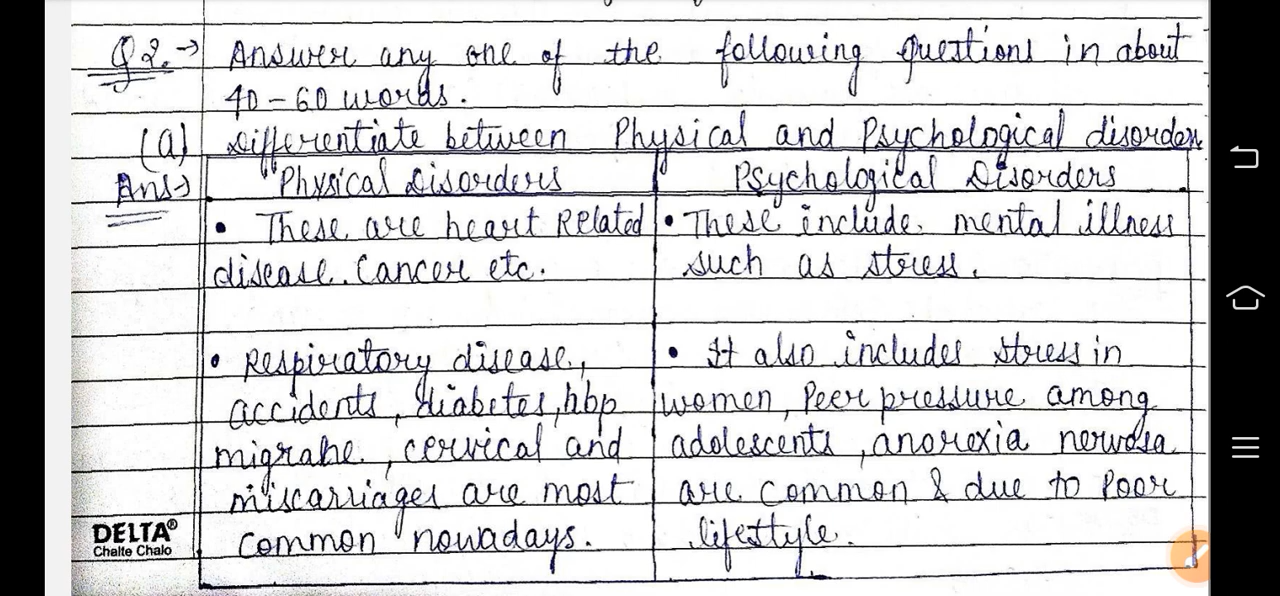 Q2.→ Answer any one of the following questions in about
40-60 words.
(a) Differentiate between Physical and Psychological disorder
Ans→ Physical Disorders Psychological Disorders
• These are heart Related
disease. Cancer etc.
• Respiratory disease,
accidents, diabetes, hbp
migrane, cervical and
miscarriages are most
common nowadays.
• These include mental illness
such as stress.
• It also includes stress in
women, Peer pressure among
adolescents, anorexia nervosa
are common & due to Poor
lifestyle.
DELTA®
Chalte Chalo